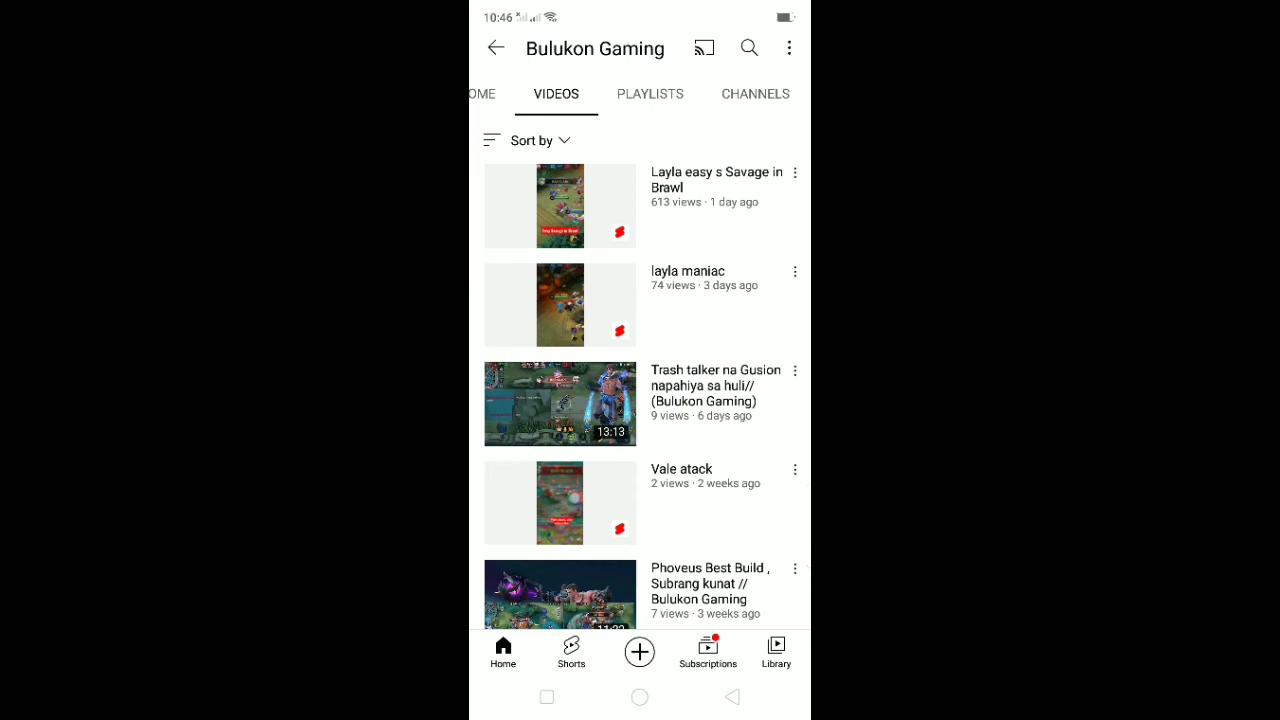 10:46
Bulukon Gaming
OME VIDEOS PLAYLISTS CHANNELS
Sort by
Layla easy s Savage in
Brawl
613 views · 1 day ago
layla maniac
74 views · 3 days ago
Trash talker na Gusion
napahiya sa huli//
(Bulukon Gaming)
9 views · 6 days ago
13:13
Vale atack
2 views · 2 weeks ago
Phoveus Best Build ,
Subrang kunat //
Bulukon Gaming
7 views · 3 weeks ago
Home Shorts Subscriptions Library